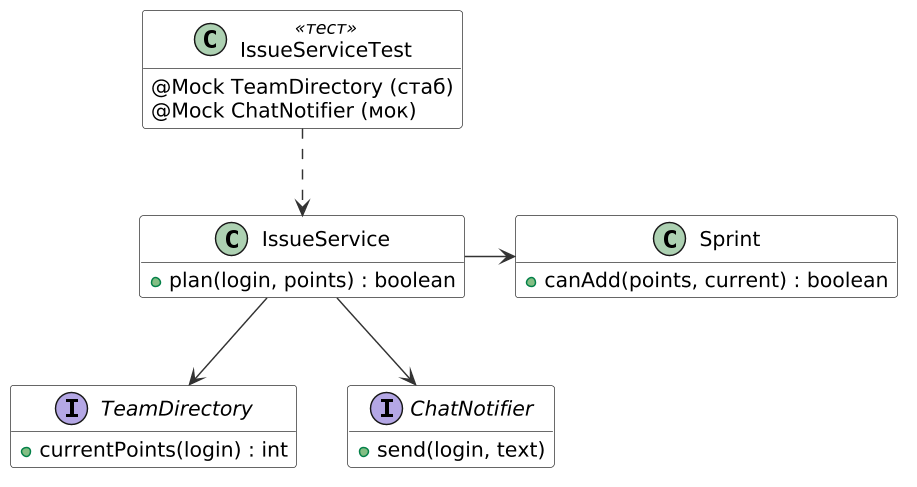 «тест»
C IssueServiceTest
@Mock TeamDirectory (стаб)
@Mock ChatNotifier (мок)
C IssueService
plan(login, points) : boolean
C Sprint
canAdd(points, current) : boolean
I TeamDirectory
currentPoints(login) : int
I ChatNotifier
send(login, text)